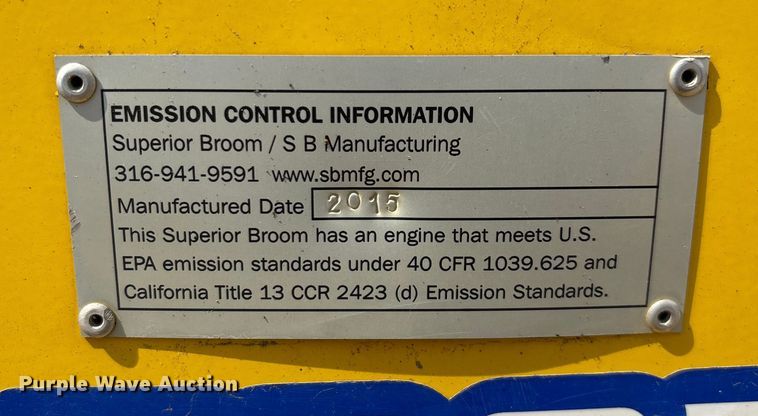 EMISSION CONTROL INFORMATION
Superior Broom / S B Manufacturing
316-941-9591 www.sbmfg.com
Manufactured Date 2015
This Superior Broom has an engine that meets U.S.
EPA emission standards under 40 CFR 1039.625 and
California Title 13 CCR 2423 (d) Emission Standards.
Purple Wave Auction